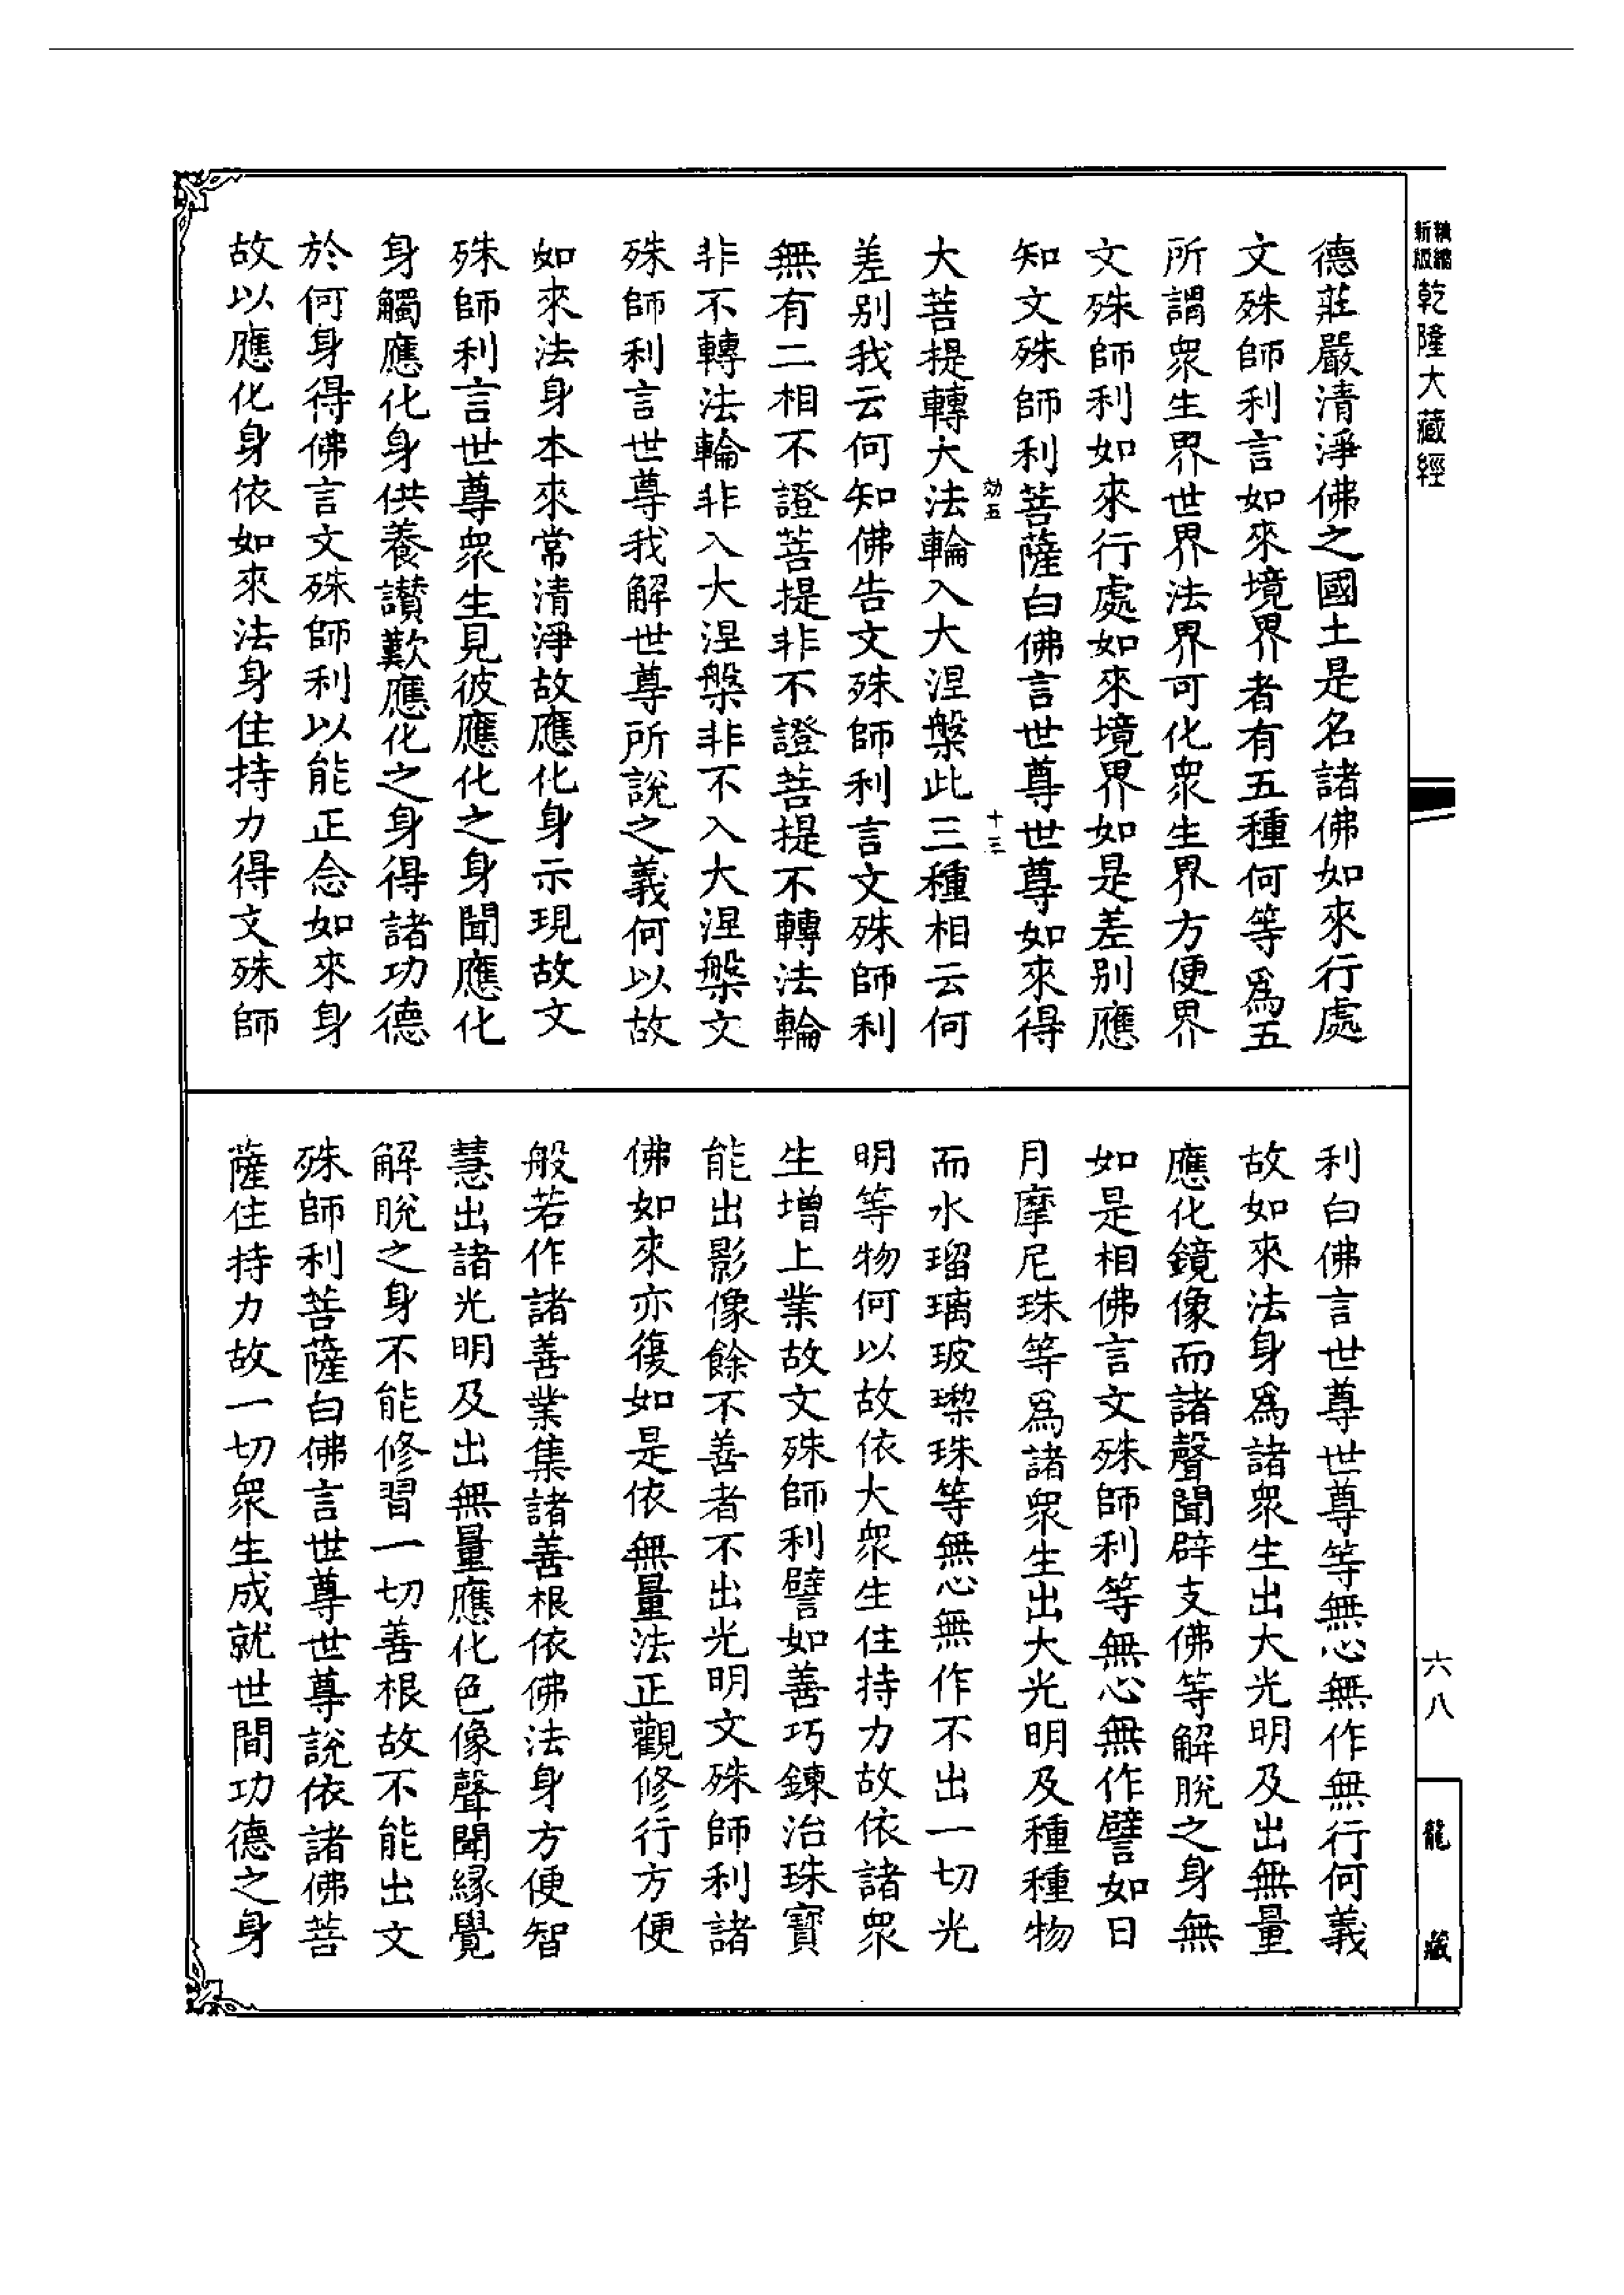 精縮新版乾隆大藏經
德莊嚴清淨佛之國土是名諸佛如來行處
文殊師利言如來境界者有五種何等爲五
所謂衆生界世界法界可化衆生界方便界
文殊師利如來行處如來境界如是差别應
知文殊師利菩薩白佛言世尊世尊如來得
効五 十三
大菩提轉大法輪入大涅槃此三種相云何
差别我云何知佛告文殊師利言文殊師利
無有二相不證菩提非不證菩提不轉法輪
非不轉法輪非入大涅槃非不入大涅槃文
殊師利言世尊我解世尊所說之義何以故
如來法身本來常清淨故應化身示現故文
殊師利言世尊衆生見彼應化之身聞應化
身觸應化身供養讃歎應化之身得諸功德
於何身得佛言文殊師利以能正念如來身
故以應化身依如來法身住持力得文殊師
利白佛言世尊世尊等無心無作無行何義
故如來法身爲諸衆生出大光明及出無量
應化鏡像而諸聲聞辟支佛等解脫之身無
如是相佛言文殊師利等無心無作譬如日
月摩尼珠等爲諸衆生出大光明及種種物
而水瑠璃玻瓈珠等無心無作不出一切光
明等物何以故依大衆生住持力故依諸衆
生增上業故文殊師利譬如善巧鍊治珠寶
能出影像餘不善者不出光明文殊師利諸
佛如來亦復如是依無量法正觀修行方便
般若作諸善業集諸善根依佛法身方便智
慧出諸光明及出無量應化色像聲聞緣覺
解脫之身不能修習一切善根故不能出文
殊師利菩薩白佛言世尊世尊說依諸佛菩
薩住持力故一切衆生成就世間功德之身
六八
龍藏